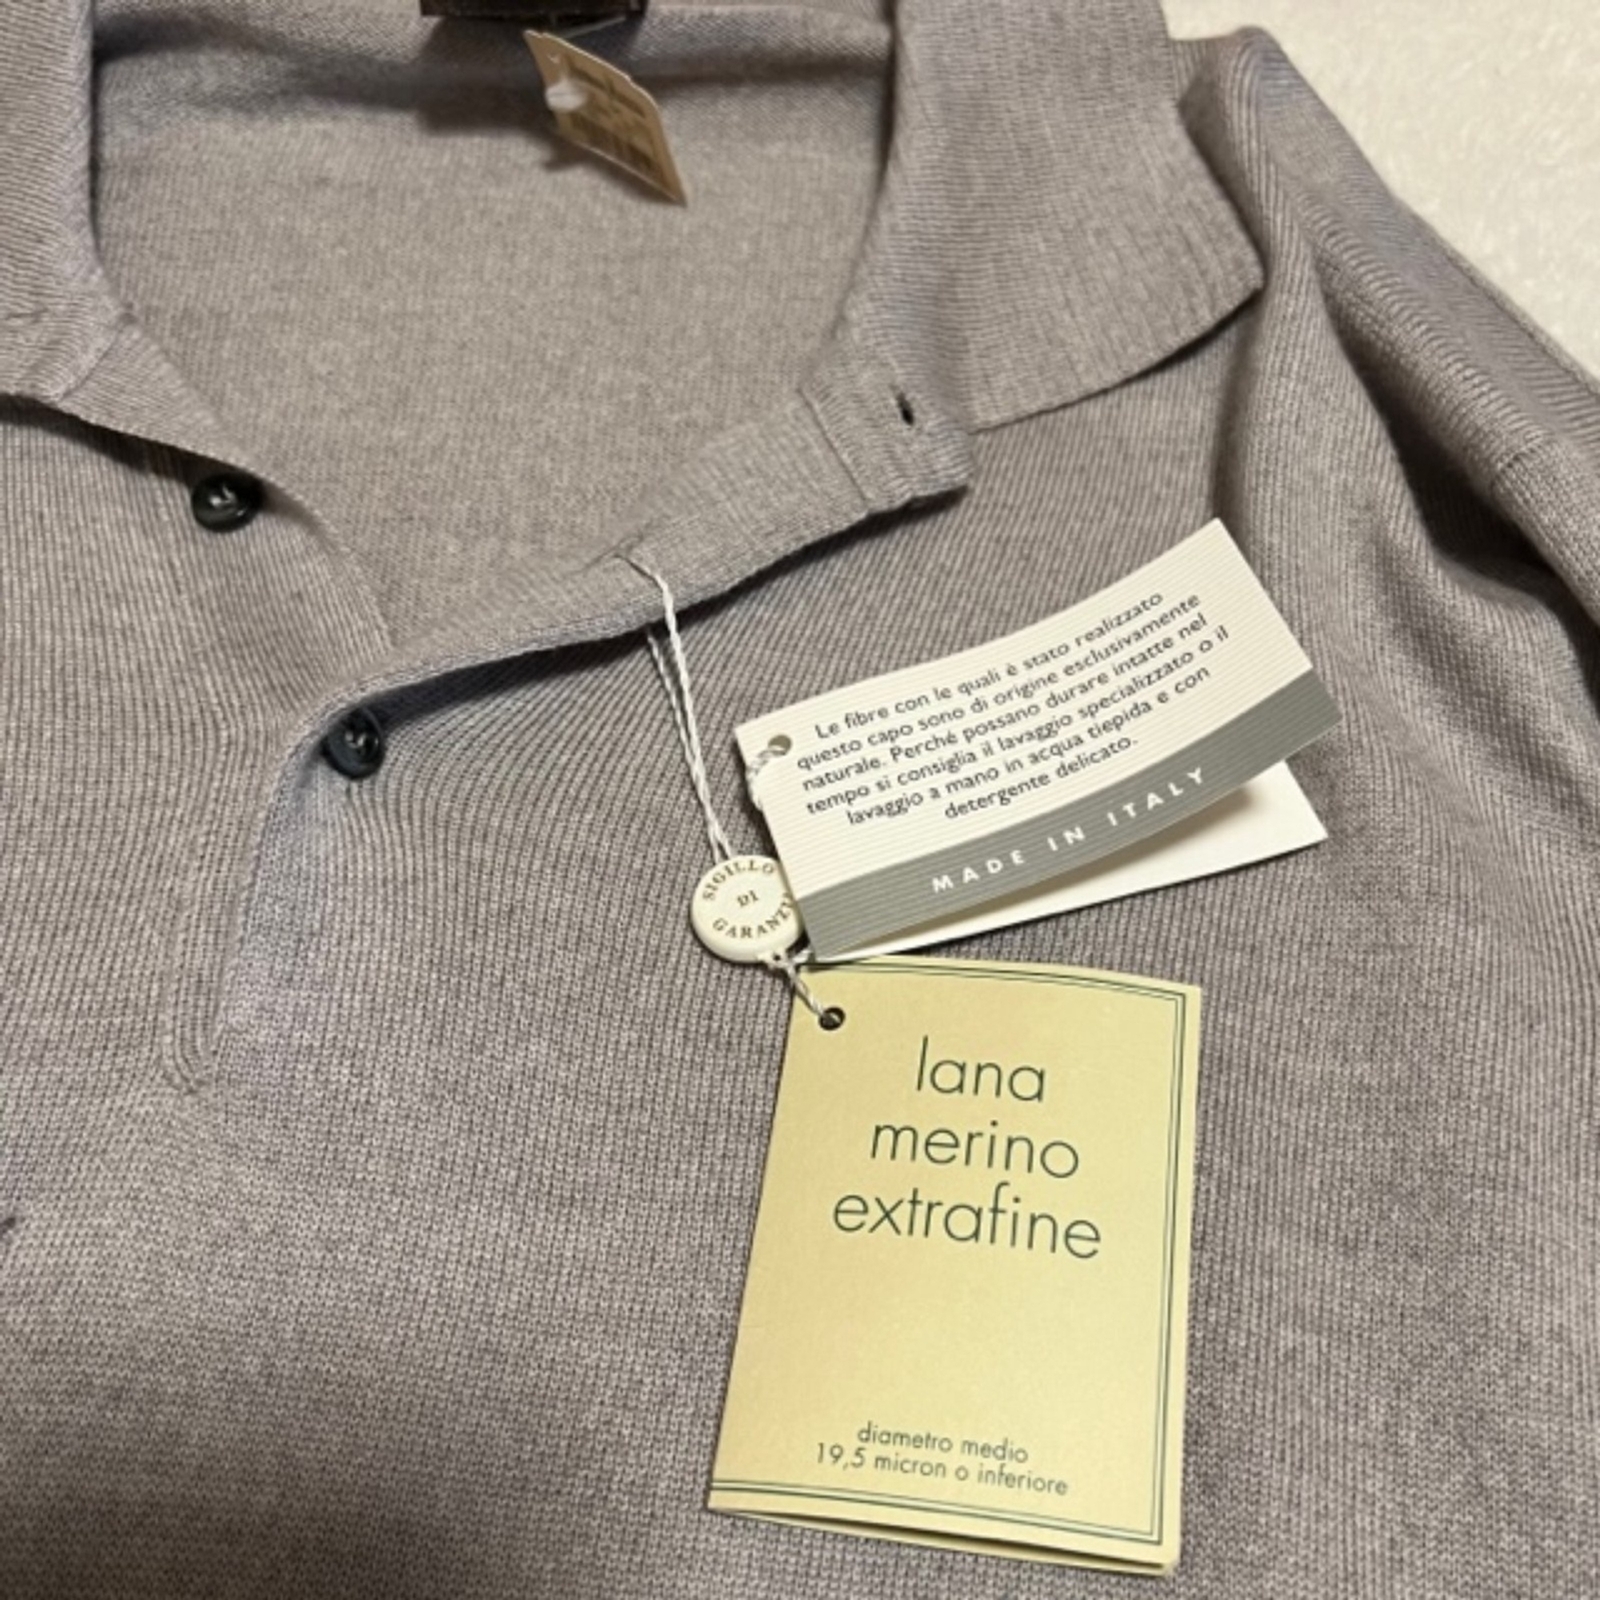 Le fibre con le quali è stato realizzato
questo capo sono di origine esclusivamente
naturale. Perché possano durare intatte nel
tempo si consiglia il lavaggio specializzato o il
lavaggio a mano in acqua tiepida e con
detergente delicato.
MADE IN ITALY
SIGILLO
DI
lana
merino
extrafine
diametro medio
19,5 micron o inferiore